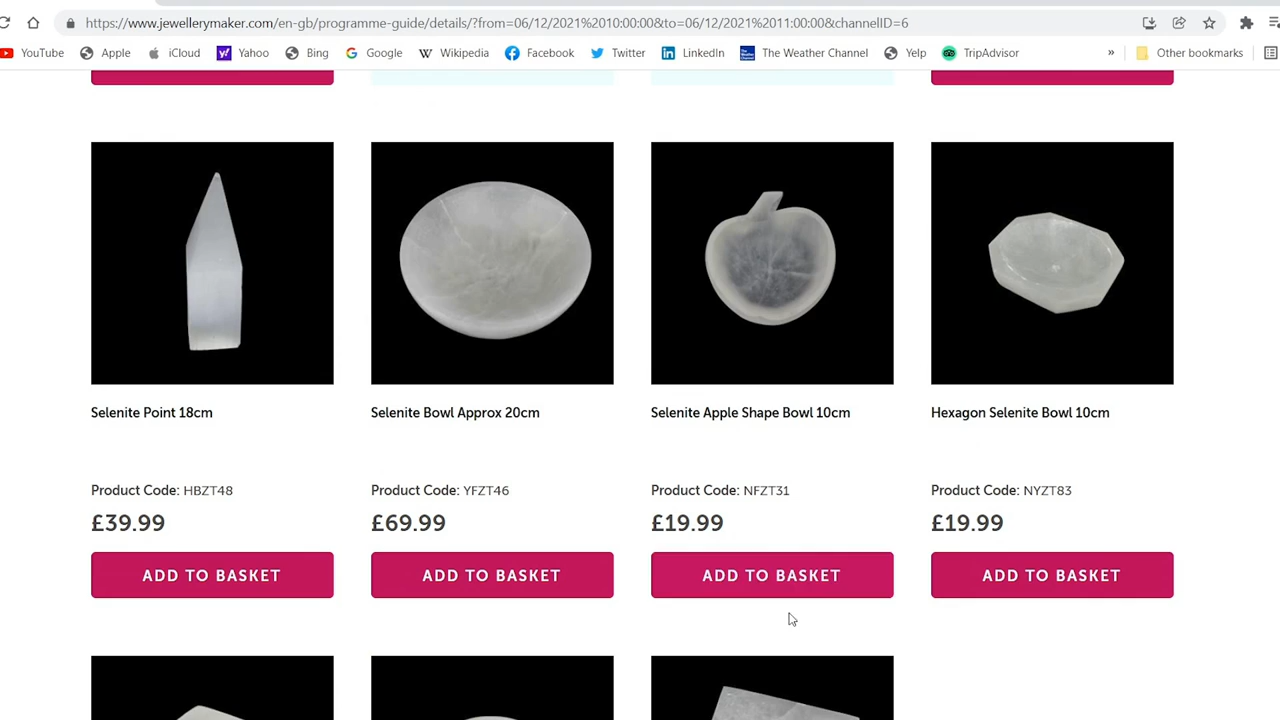 https://www.jewellerymaker.com/en-gb/programme-guide/details/?from=06/12/2021%2010:00:00&to=06/12/2021%2011:00:00&channelID=6
YouTube Apple iCloud Yahoo Bing Google Wikipedia Facebook Twitter LinkedIn The Weather Channel Yelp TripAdvisor » Other bookmarks
Selenite Point 18cm Selenite Bowl Approx 20cm Selenite Apple Shape Bowl 10cm Hexagon Selenite Bowl 10cm
Product Code: HBZT48 Product Code: YFZT46 Product Code: NFZT31 Product Code: NYZT83
£39.99 £69.99 £19.99 £19.99
ADD TO BASKET ADD TO BASKET ADD TO BASKET ADD TO BASKET